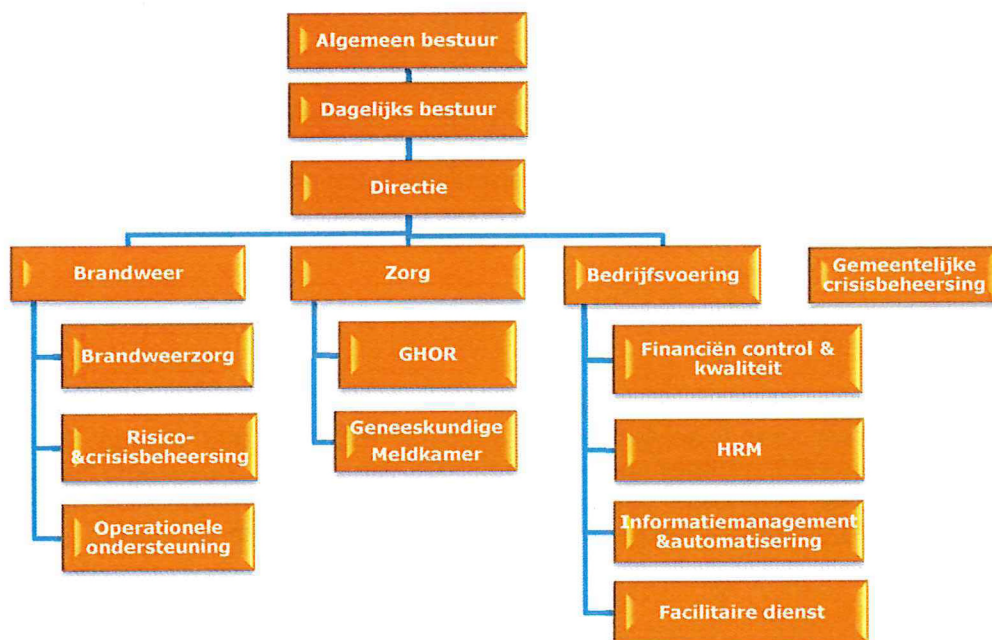 Algemeen bestuur
Dagelijks bestuur
Directie
Brandweer
Zorg
Bedrijfsvoering
Gemeentelijke
crisisbeheersing
Brandweerzorg
Risico-
&crisisbeheersing
Operationele
ondersteuning
GHOR
Geneeskundige
Meldkamer
Financiën control &
kwaliteit
HRM
Informatiemanagement
&automatisering
Facilitaire dienst